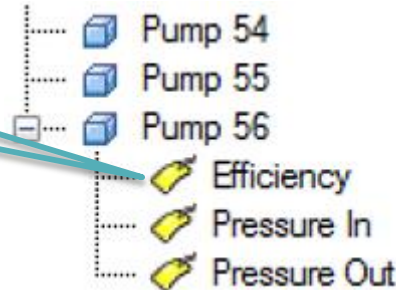 Pump 54
Pump 55
Pump 56
Efficiency
Pressure In
Pressure Out